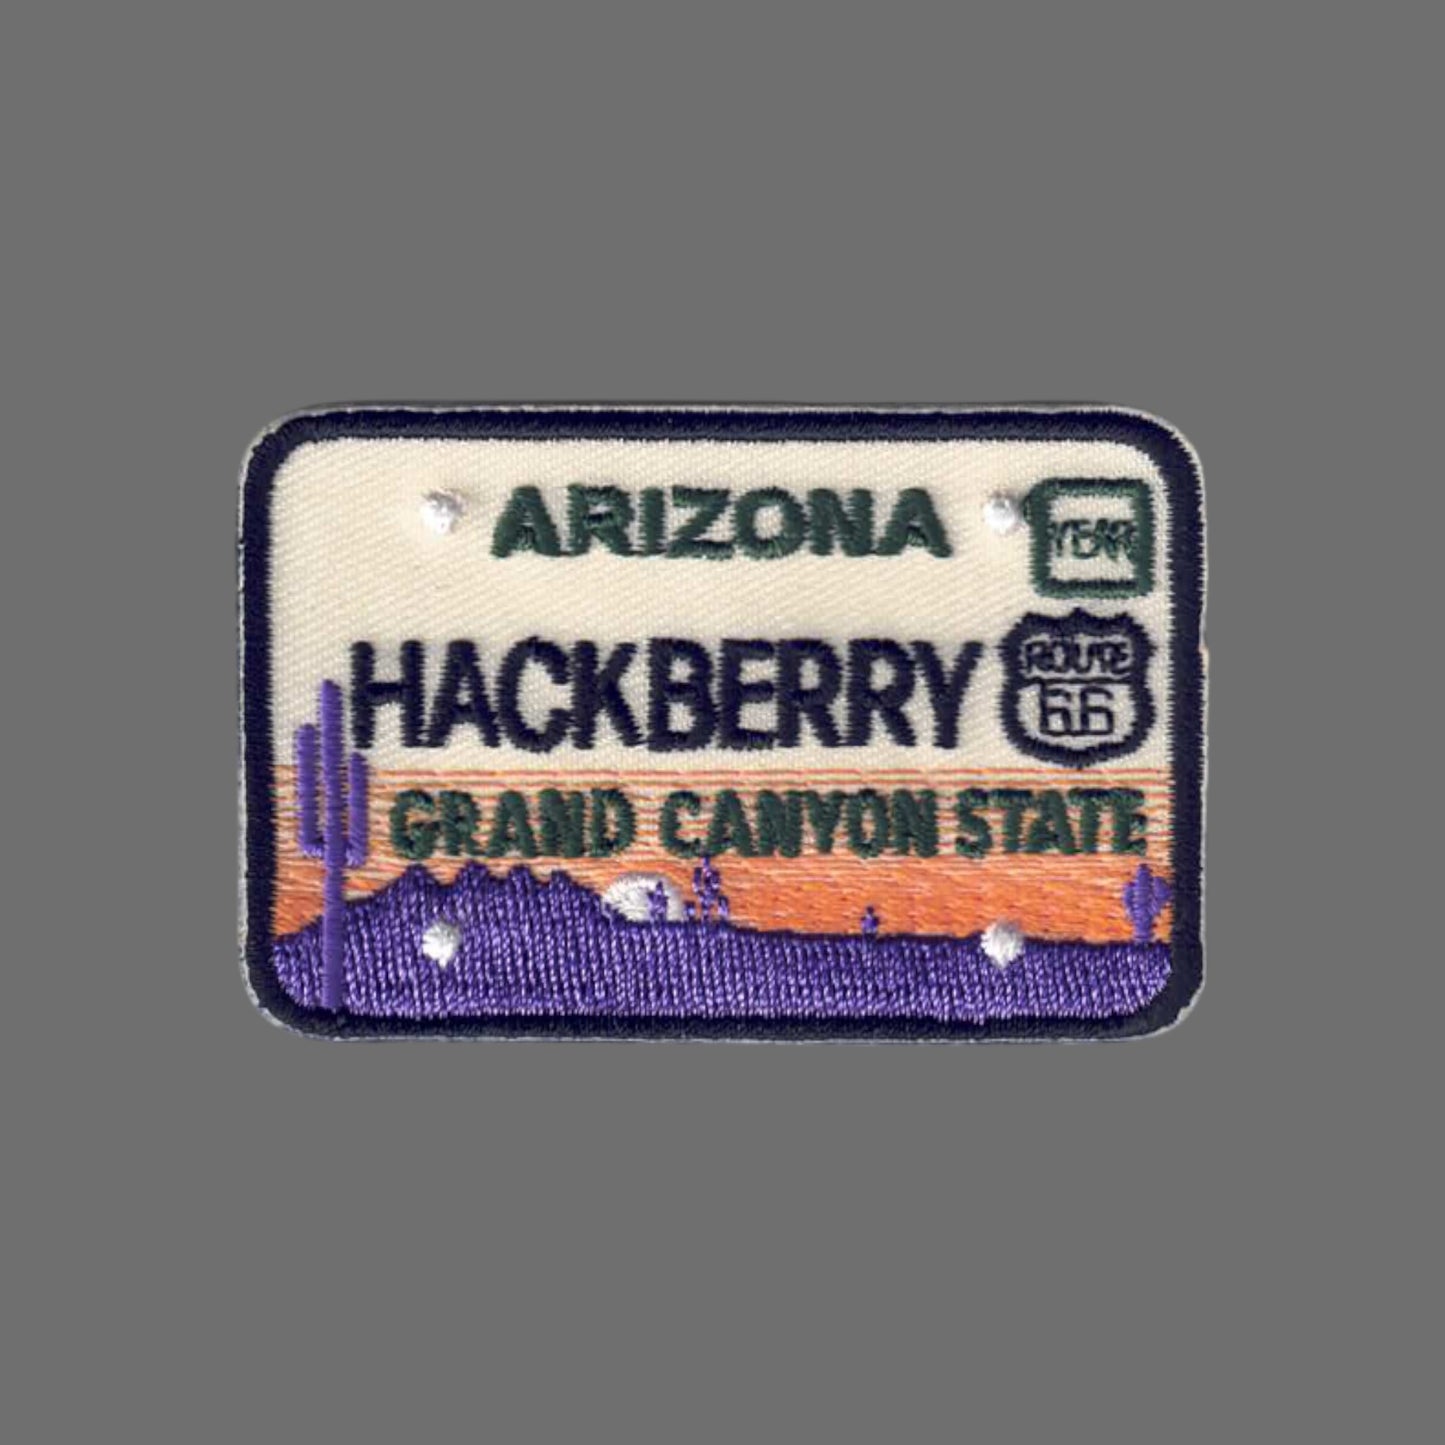 ARIZONA
YEAR
HACKBERRY
ROUTE
66
GRAND CANYON STATE